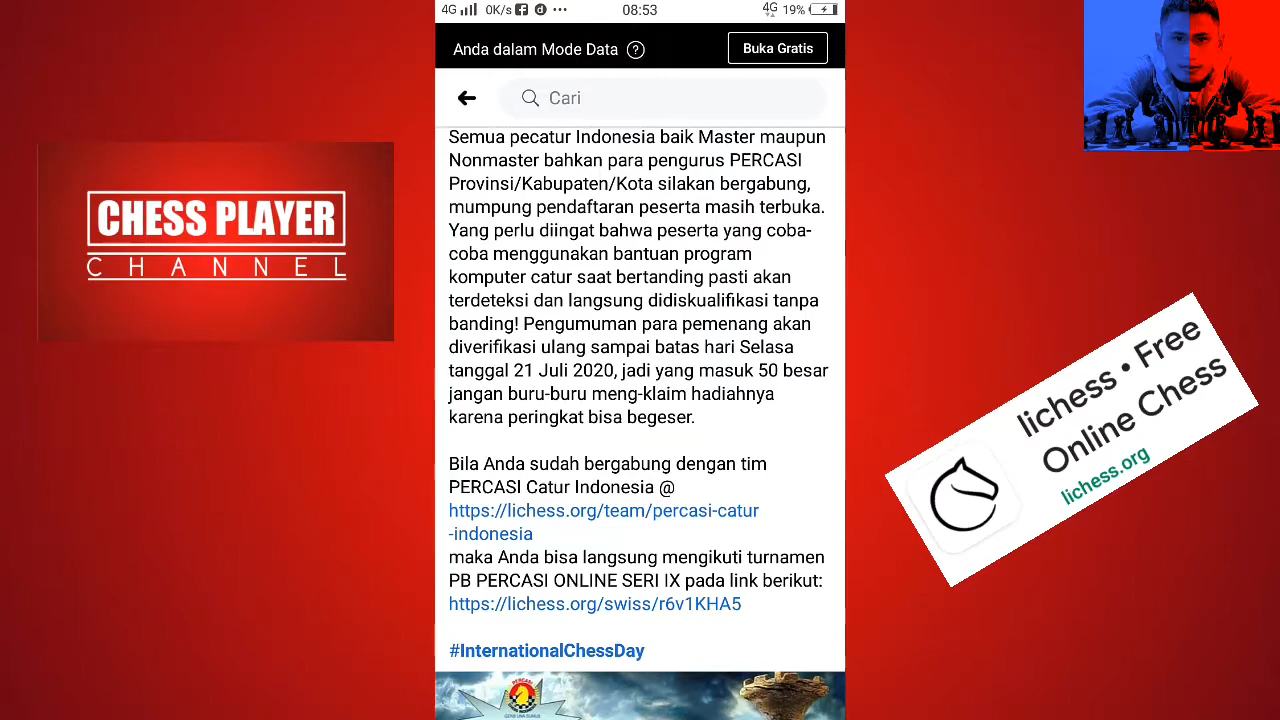 4G 0K/s 08:53 4G 19%
Anda dalam Mode Data ? Buka Gratis
Cari
Semua pecatur Indonesia baik Master maupun
Nonmaster bahkan para pengurus PERCASI
Provinsi/Kabupaten/Kota silakan bergabung,
mumpung pendaftaran peserta masih terbuka.
Yang perlu diingat bahwa peserta yang coba-
coba menggunakan bantuan program
komputer catur saat bertanding pasti akan
terdeteksi dan langsung didiskualifikasi tanpa
banding! Pengumuman para pemenang akan
diverifikasi ulang sampai batas hari Selasa
tanggal 21 Juli 2020, jadi yang masuk 50 besar
jangan buru-buru meng-klaim hadiahnya
karena peringkat bisa begeser.
Bila Anda sudah bergabung dengan tim
PERCASI Catur Indonesia @
https://lichess.org/team/percasi-catur
-indonesia
maka Anda bisa langsung mengikuti turnamen
PB PERCASI ONLINE SERI IX pada link berikut:
https://lichess.org/swiss/r6v1KHA5
#InternationalChessDay
PERCASI
GENS UNA SUMUS
CHESS PLAYER
CHANNEL
lichess • Free
Online Chess
lichess.org